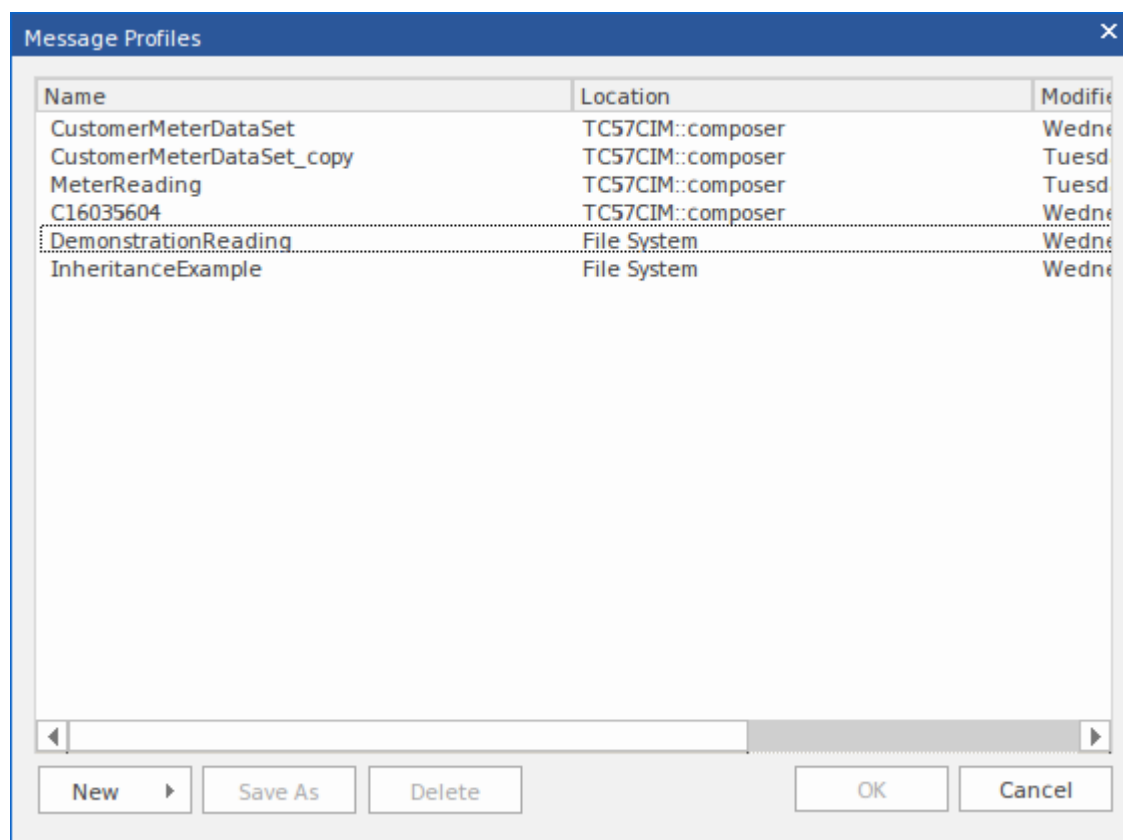 Message Profiles
Name Location Modifie
CustomerMeterDataSet TC57CIM::composer Wedne
CustomerMeterDataSet_copy TC57CIM::composer Tuesd
MeterReading TC57CIM::composer Tuesd
C16035604 TC57CIM::composer Wedne
DemonstrationReading File System Wedne
InheritanceExample File System Wedne
New Save As Delete OK Cancel